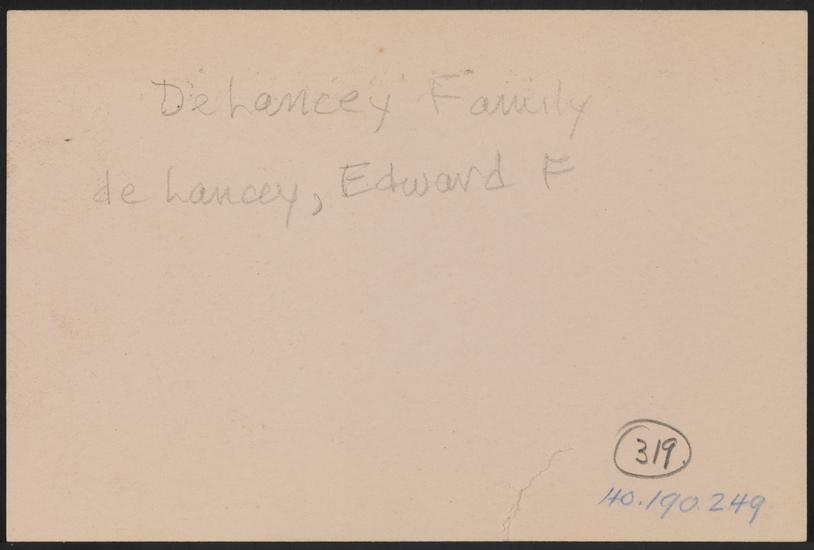 DeLancey Family
de Lancey, Edward F
319
40.190.249